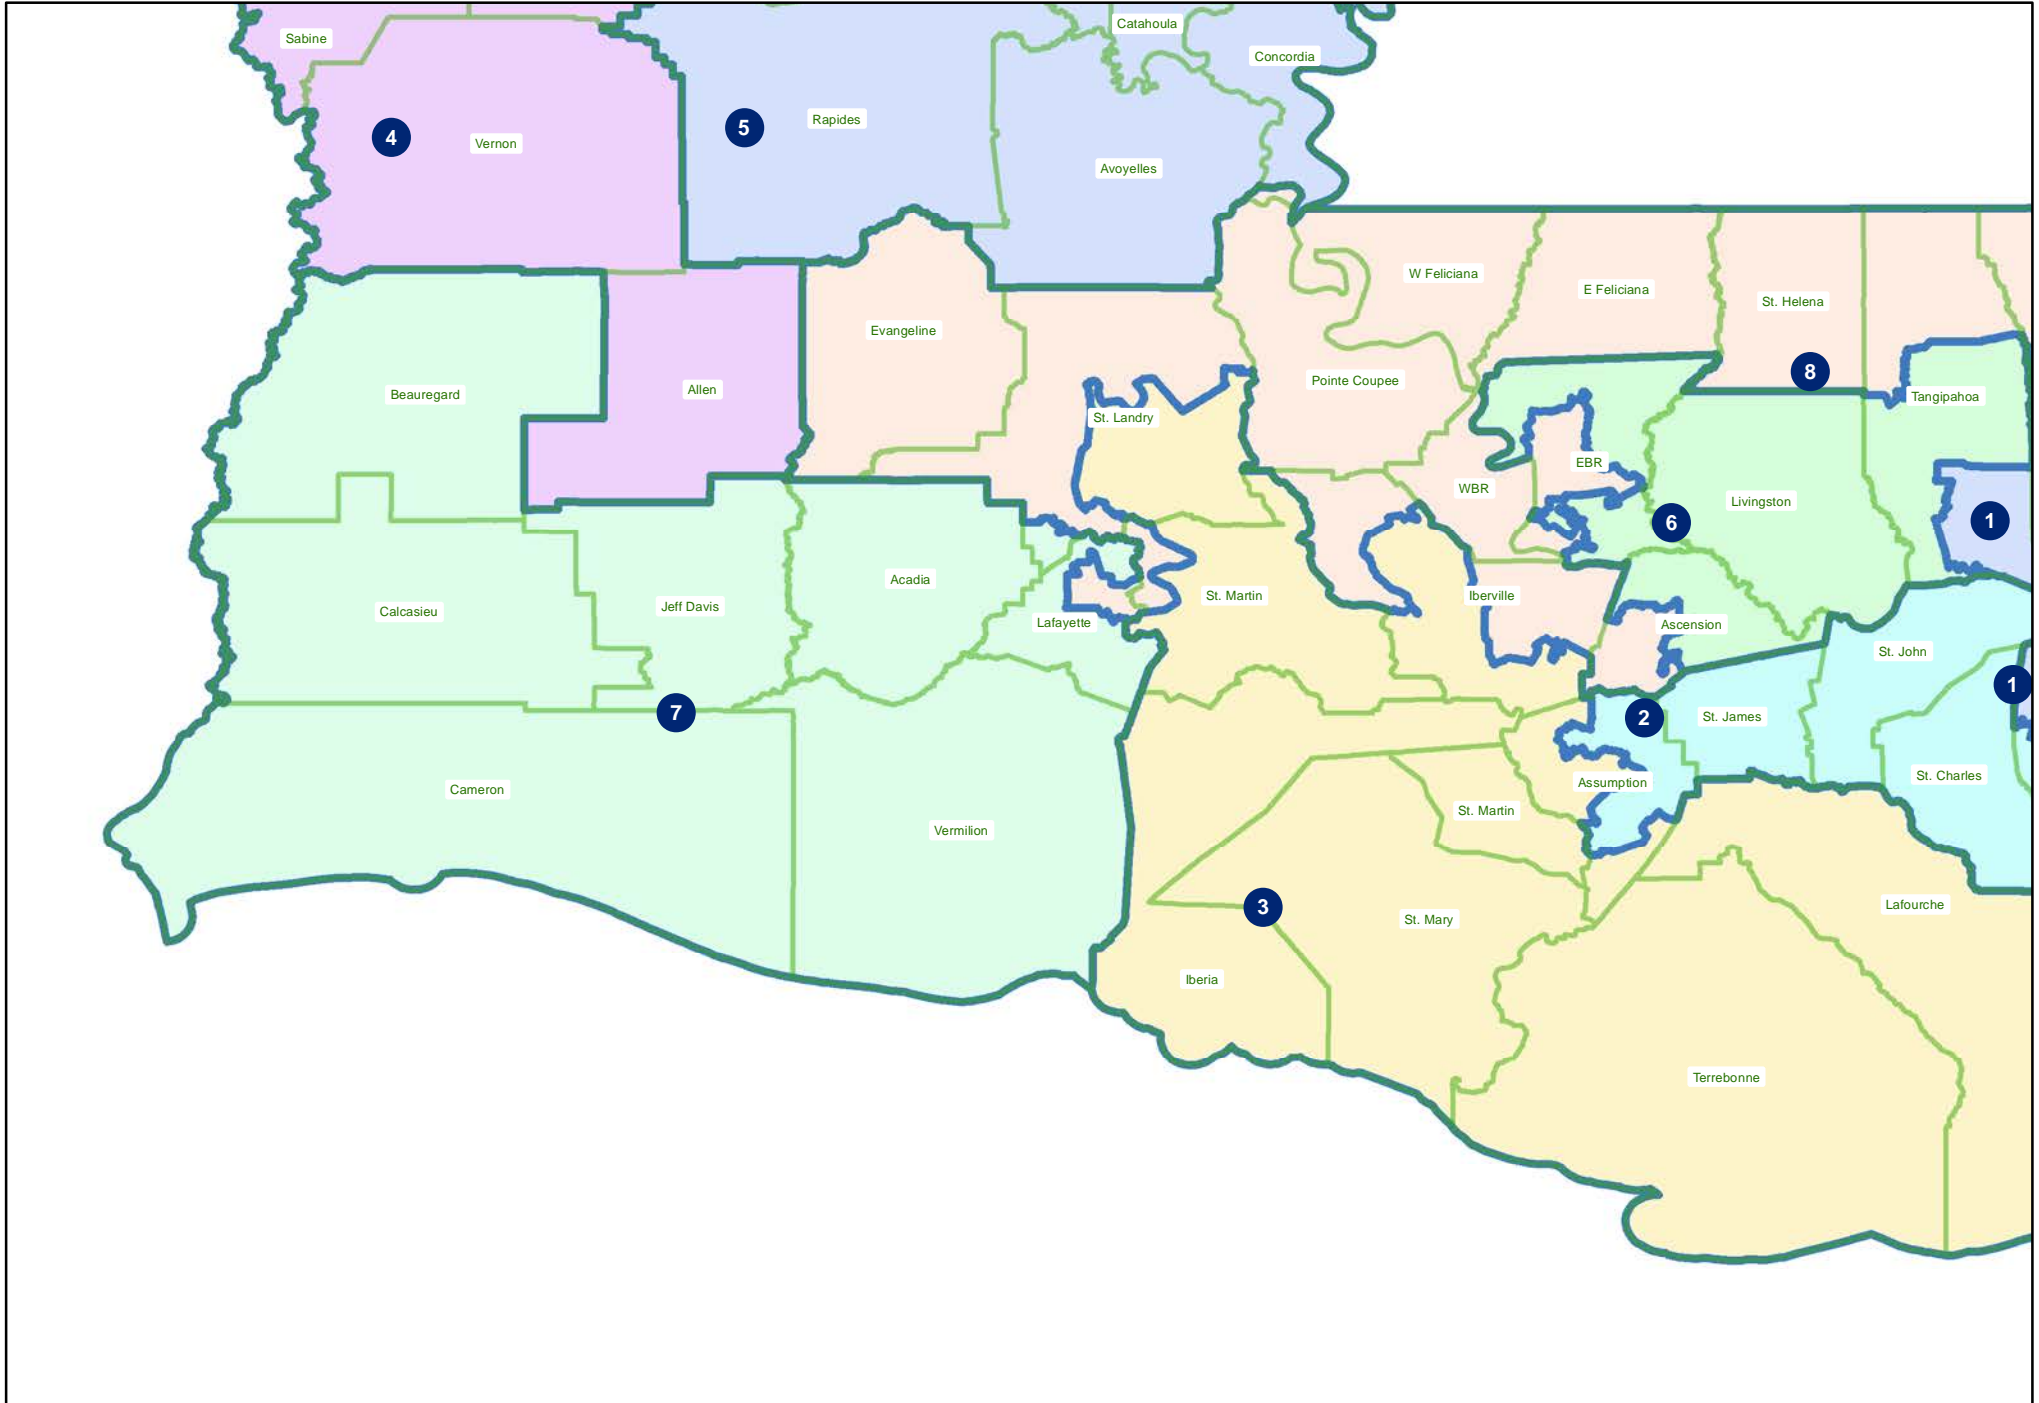 Catahoula
Sabine
Concordia
Rapides
5
4
Vernon
Avoyelles
W Feliciana
E Feliciana
St. Helena
Evangeline
8
Pointe Coupee
Allen
Beauregard
Tangipahoa
St. Landry
EBR
WBR
Livingston
1
6
Acadia
St. Martin
Iberville
Jeff Davis
Calcasieu
Lafayette
Ascension
St. John
1
7
2
St. James
St. Charles
Assumption
Cameron
St. Martin
Vermilion
Lafourche
3
St. Mary
Iberia
Terrebonne